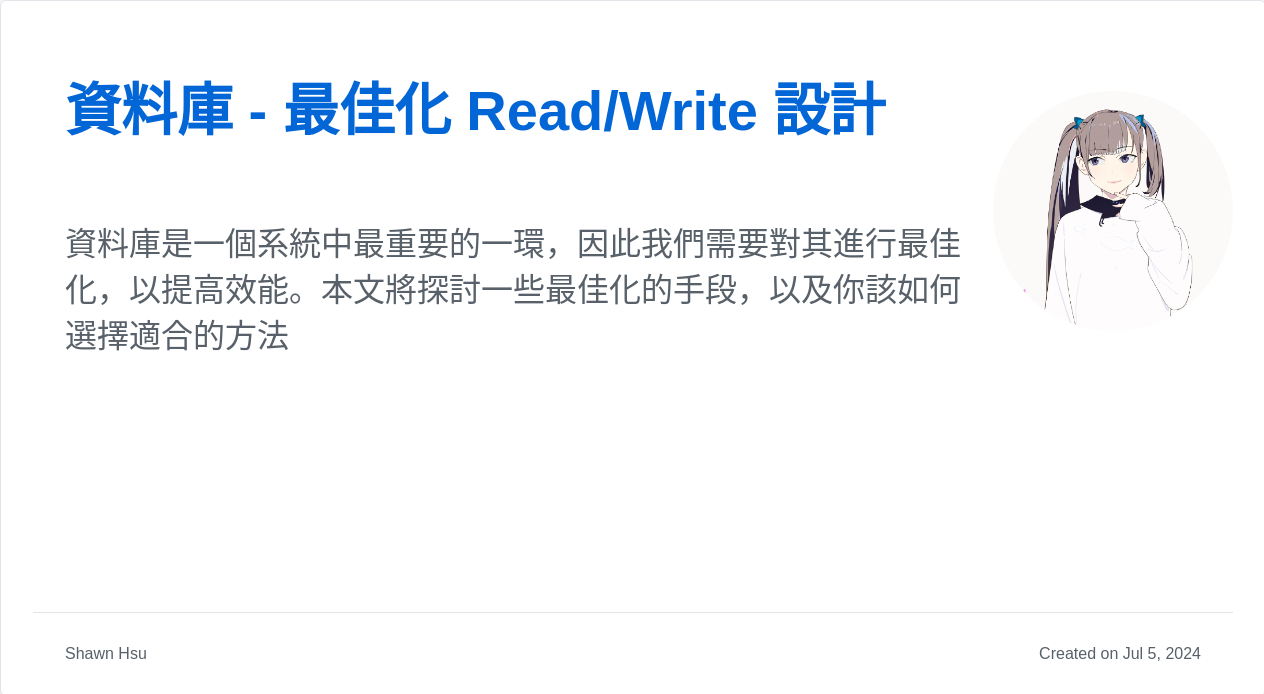 資料庫 - 最佳化 Read/Write 設計
資料庫是一個系統中最重要的一環，因此我們需要對其進行最佳
化，以提高效能。本文將探討一些最佳化的手段，以及你該如何
選擇適合的方法
Shawn Hsu
Created on Jul 5, 2024